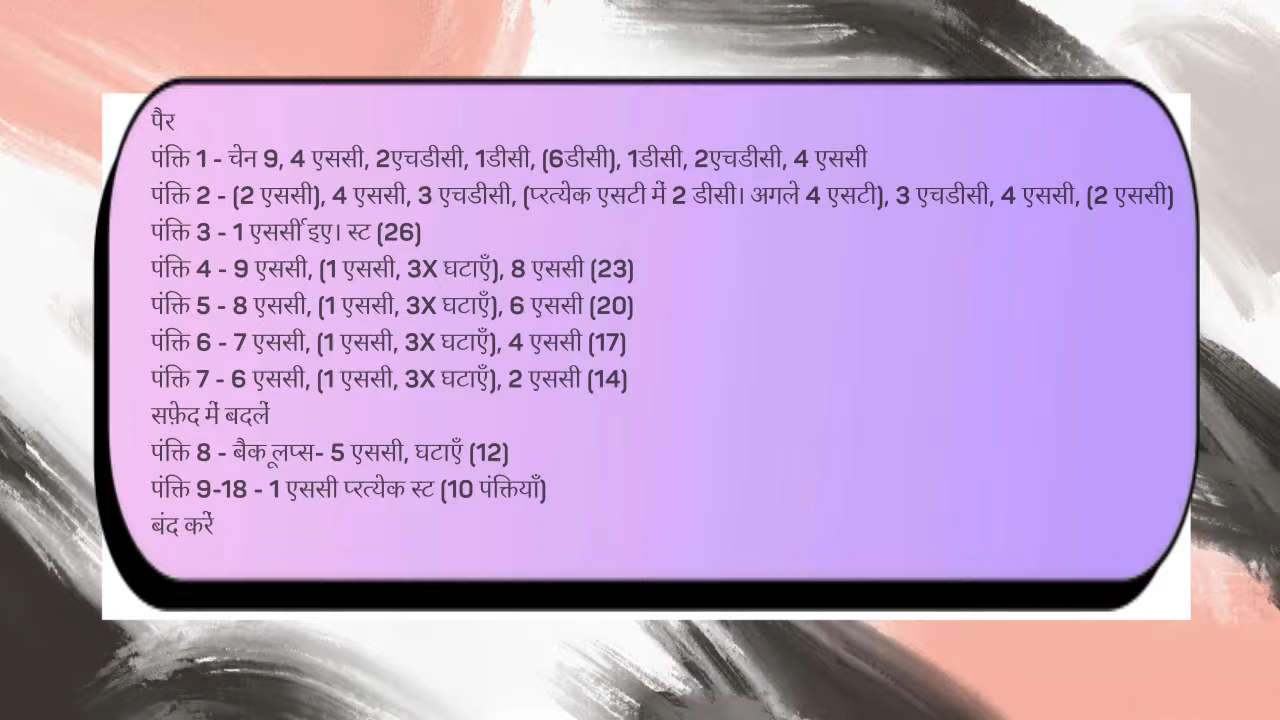 पैर
पंक्ति 1 - चेन 9, 4 एससी, 2एचडीसी, 1डीसी, (6डीसी), 1डीसी, 2एचडीसी, 4 एससी
पंक्ति 2 - (2 एससी), 4 एससी, 3 एचडीसी, (प्रत्येक एसटी में 2 डीसी। अगले 4 एसटी), 3 एचडीसी, 4 एससी, (2 एससी)
पंक्ति 3 - 1 एससी इए। स्ट (26)
पंक्ति 4 - 9 एससी, (1 एससी, 3X घटाएँ), 8 एससी (23)
पंक्ति 5 - 8 एससी, (1 एससी, 3X घटाएँ), 6 एससी (20)
पंक्ति 6 - 7 एससी, (1 एससी, 3X घटाएँ), 4 एससी (17)
पंक्ति 7 - 6 एससी, (1 एससी, 3X घटाएँ), 2 एससी (14)
सफ़ेद में बदलें
पंक्ति 8 - बैक लूप्स- 5 एससी, घटाएँ (12)
पंक्ति 9-18 - 1 एससी प्रत्येक स्ट (10 पंक्तियाँ)
बंद करें